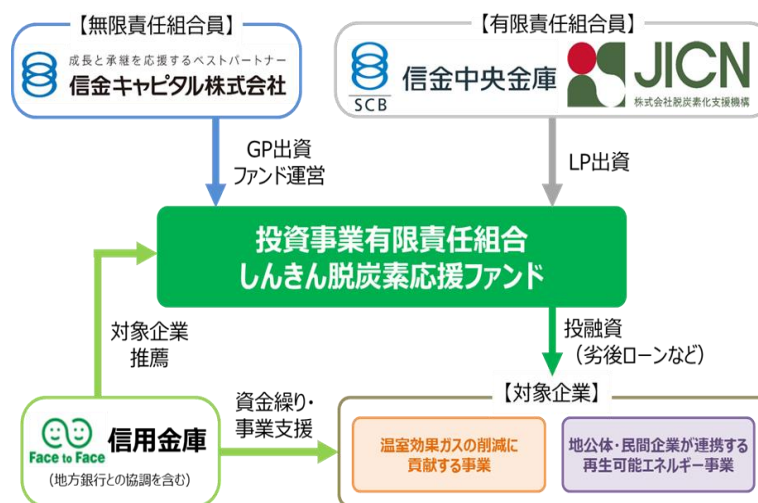 【無限責任組合員】
成長と承継を応援するベストパートナー
信金キャピタル株式会社
【有限責任組合員】
SCB
信金中央金庫
JICN
株式会社脱炭素化支援機構
GP出資
ファンド運営
LP出資
投資事業有限責任組合
しんきん脱炭素応援ファンド
対象企業
推薦
投融資
（劣後ローンなど）
資金繰り・
事業支援
Face to Face
信用金庫
（地方銀行との協調を含む）
【対象企業】
温室効果ガスの削減に
貢献する事業
地公体・民間企業が連携する
再生可能エネルギー事業